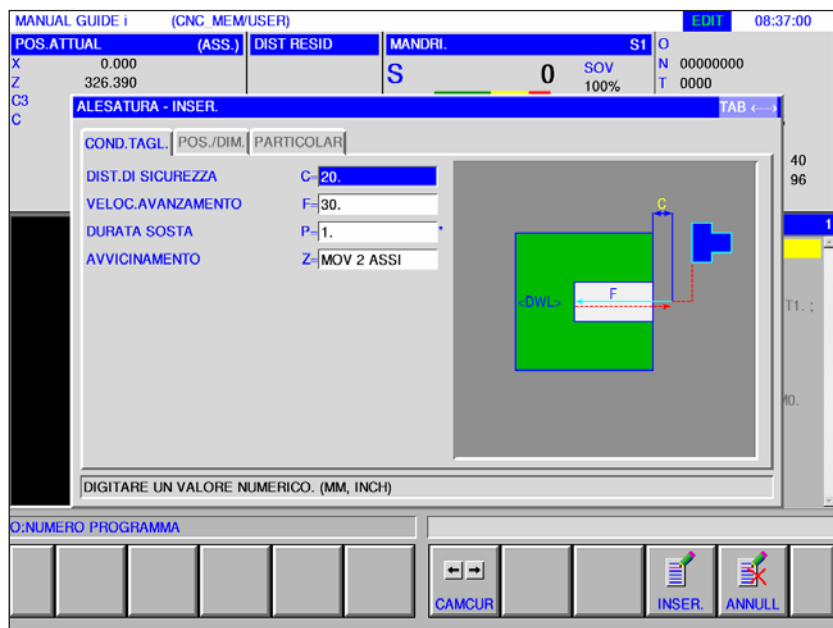 MANUAL GUIDE i (CNC_MEM/USER) EDIT 08:37:00
POS.ATTUAL (ASS.) DIST RESID MANDRI. S1 O
X 0.000 S 0 SOV N 00000000
Z 326.390 100% T 0000
C3
C
ALESATURA - INSER. TAB ←→
COND.TAGL. POS./DIM. PARTICOLAR
DIST.DI SICUREZZA C=20.
VELOC.AVANZAMENTO F=30.
DURATA SOSTA P=1. *
AVVICINAMENTO Z=MOV 2 ASSI
C
<DWL> F
40
96
1
T1. ;
M0.
DIGITARE UN VALORE NUMERICO. (MM, INCH)
O:NUMERO PROGRAMMA
CAMCUR INSER. ANNULL